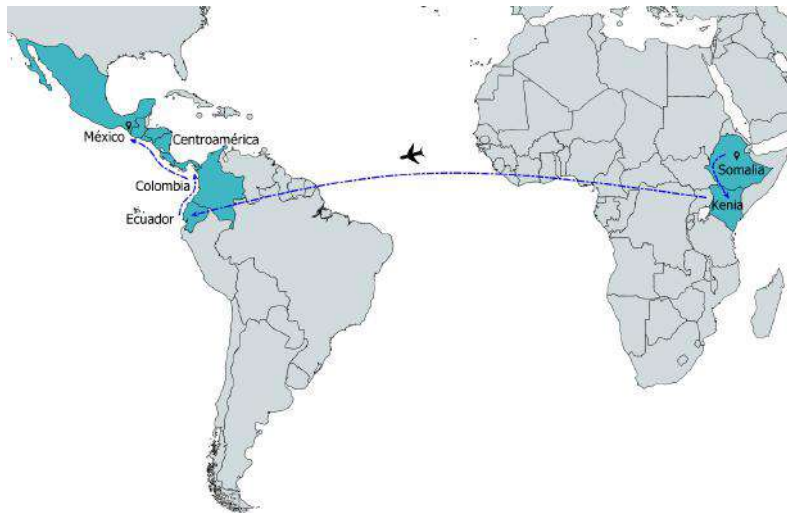 México
Centroamérica
Colombia
Ecuador
Somalia
Kenia